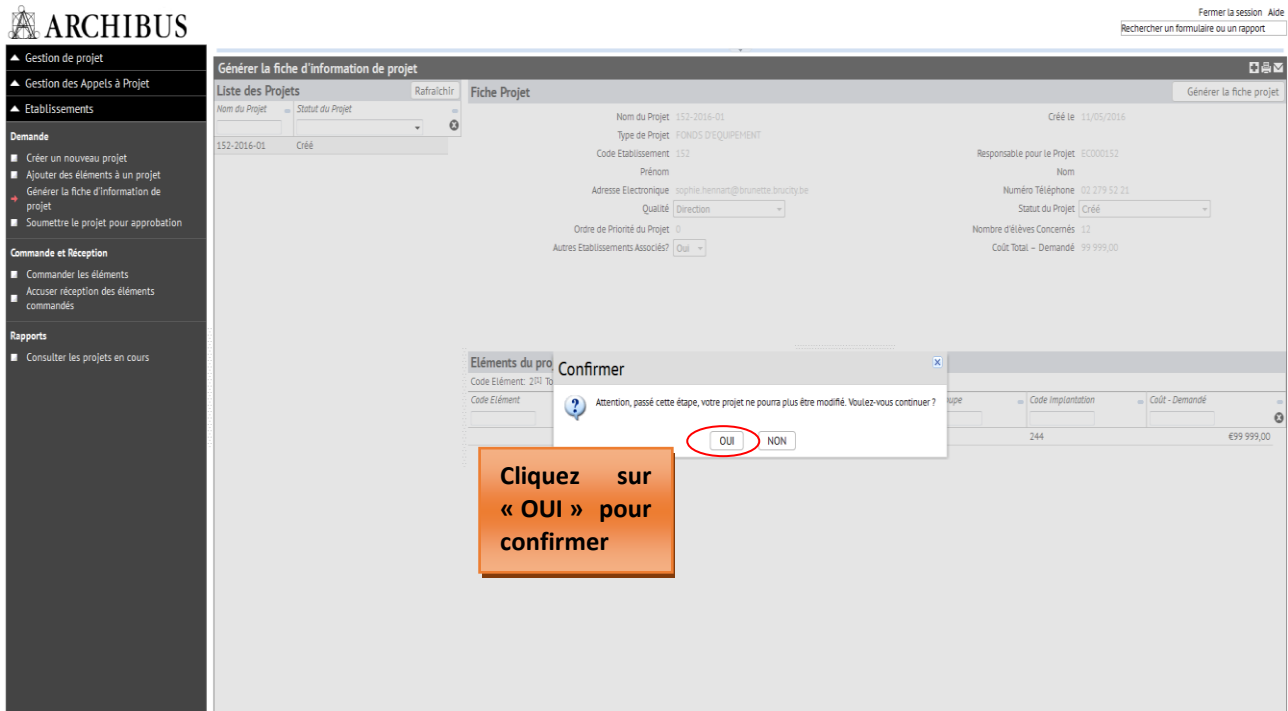 ARCHIBUS
Fermer la session Aide
Rechercher un formulaire ou un rapport
Gestion de projet
Gestion des Appels à Projet
Etablissements
Demande
Créer un nouveau projet
Ajouter des éléments à un projet
Générer la fiche d'information de
projet
Soumettre le projet pour approbation
Commande et Réception
Commander les éléments
Accuser réception des éléments
commandés
Rapports
Consulter les projets en cours
Générer la fiche d'information de projet
Liste des Projets
Rafraîchir
Nom du Projet
Statut du Projet
152-2016-01 Créé
Fiche Projet
Générer la fiche projet
Nom du Projet 152-2016-01
Créé le 11/05/2016
Type de Projet FONDS D'EQUIPEMENT
Code Etablissement 152
Responsable pour le Projet EC000152
Prénom
Nom
Adresse Electronique sophie.hennart@brunette.brucity.be
Numéro Téléphone 02 279 52 21
Qualité Direction
Statut du Projet Créé
Ordre de Priorité du Projet 0
Nombre d'élèves Concernés 12
Autres Etablissements Associés? Oui
Coût Total – Demandé 99 999,00
Eléments du pro
Code Elément: 2[1] To
Code Elément
upe
Code Implantation
Coût - Demandé
244
€99 999,00
Confirmer
Attention, passé cette étape, votre projet ne pourra plus être modifié. Voulez-vous continuer ?
OUI
NON
Cliquez sur
« OUI » pour
confirmer